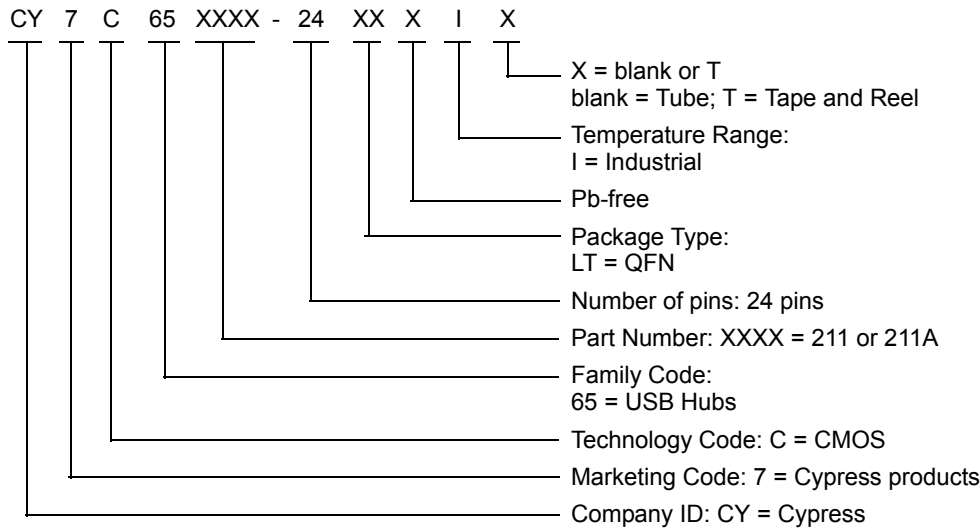 CY 7 C 65 XXXX - 24 XX X I X
X = blank or T
blank = Tube; T = Tape and Reel
Temperature Range:
I = Industrial
Pb-free
Package Type:
LT = QFN
Number of pins: 24 pins
Part Number: XXXX = 211 or 211A
Family Code:
65 = USB Hubs
Technology Code: C = CMOS
Marketing Code: 7 = Cypress products
Company ID: CY = Cypress